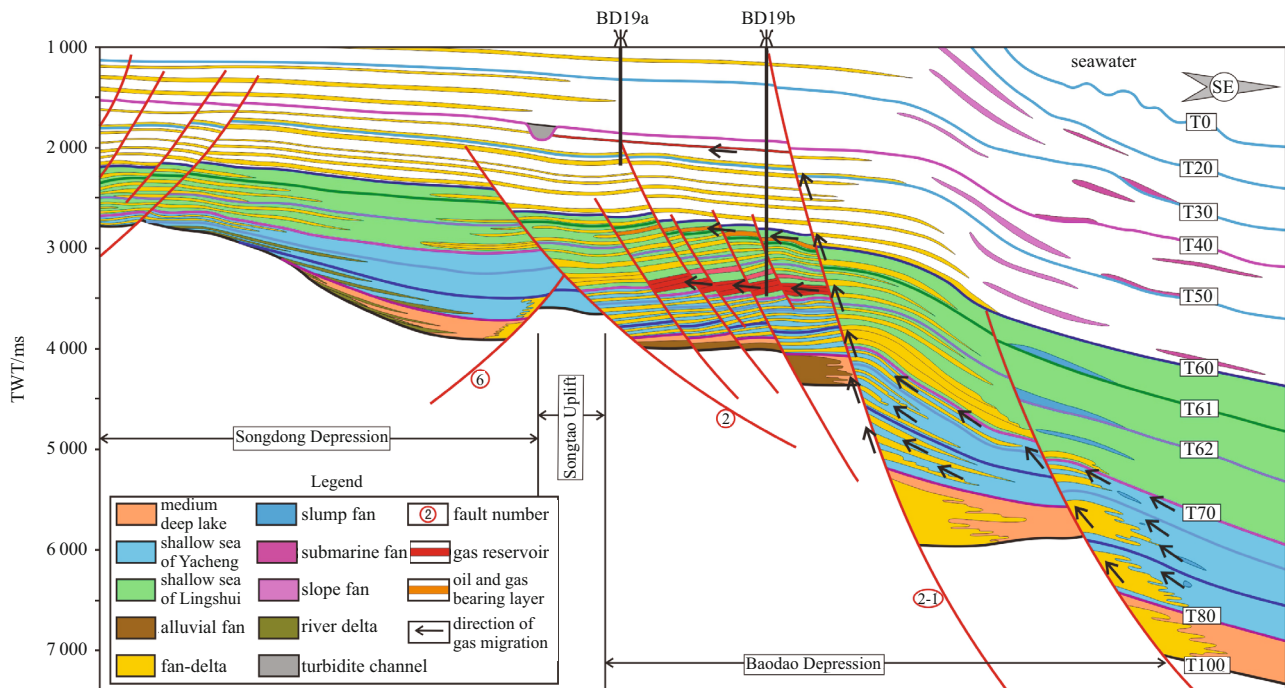 BD19a
BD19b
1 000
2 000
3 000
4 000
5 000
6 000
7 000
TWT/ms
seawater
SE
T0
T20
T30
T40
T50
T60
T61
T62
T70
T80
T100
6
2
2-1
Songdong Depression
Songtao Uplift
Baodao Depression
Legend
medium
deep lake
shallow sea
of Yacheng
shallow sea
of Lingshui
alluvial fan
fan-delta
slump fan
submarine fan
slope fan
river delta
turbidite channel
2
fault number
gas reservoir
oil and gas
bearing layer
direction of
gas migration